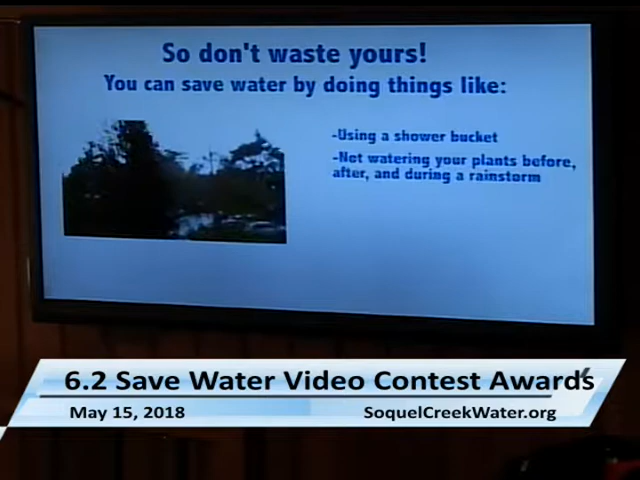 So don't waste yours!
You can save water by doing things like:
-Using a shower bucket
-Not watering your plants before,
after, and during a rainstorm
6.2 Save Water Video Contest Awards
May 15, 2018
SoquelCreekWater.org